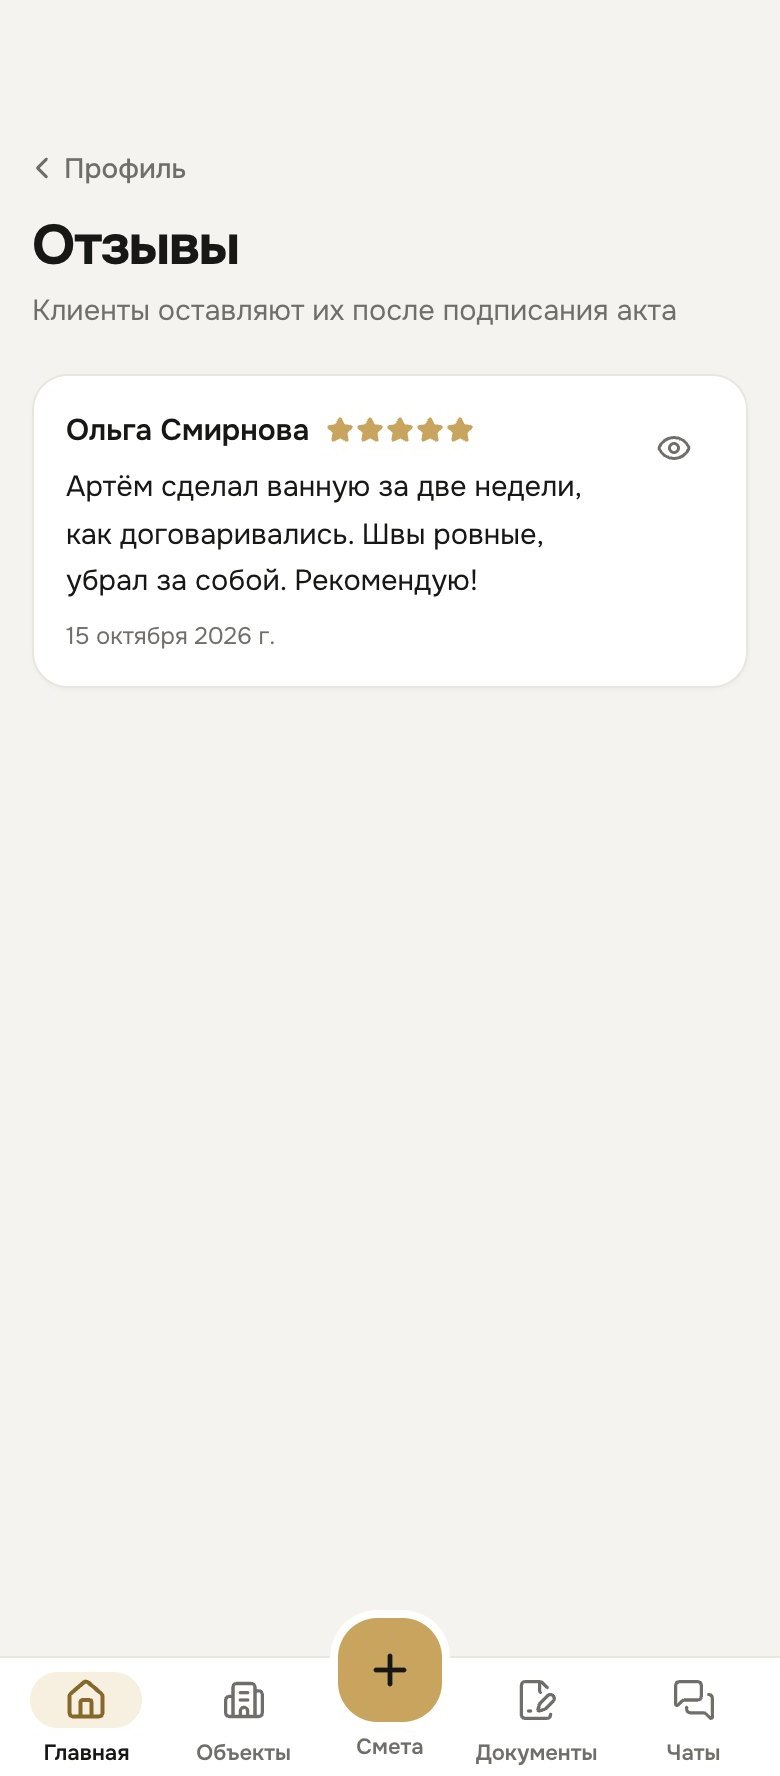 Профиль
Отзывы
Клиенты оставляют их после подписания акта
Ольга Смирнова
Артём сделал ванную за две недели,
как договаривались. Швы ровные,
убрал за собой. Рекомендую!
15 октября 2026 г.
Главная
Объекты
Смета
Документы
Чаты